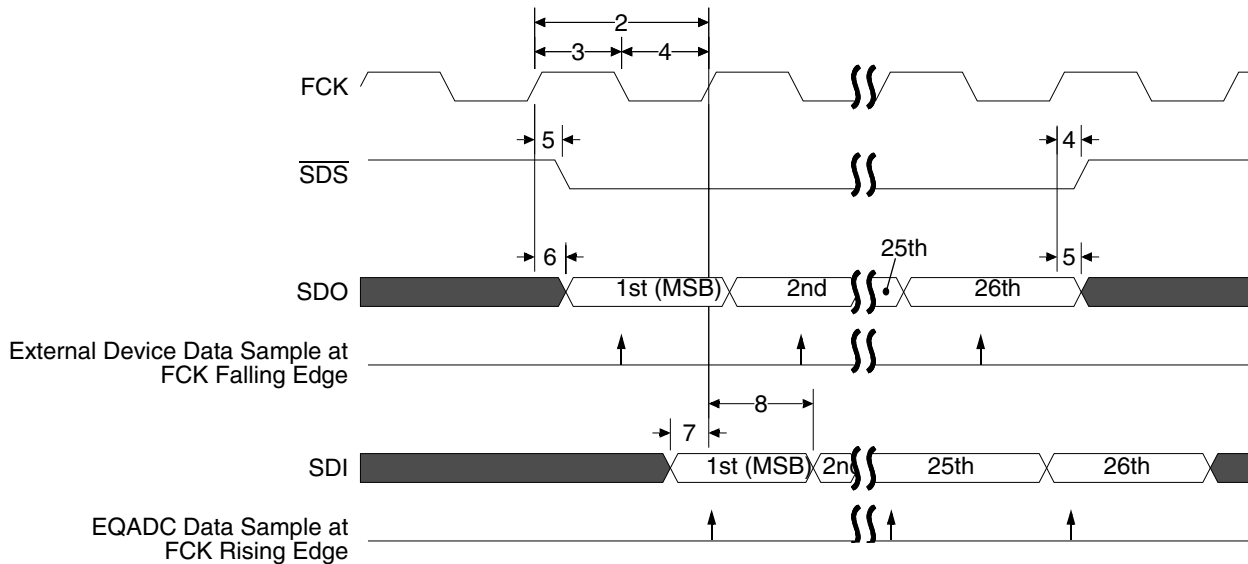 2
3 4
FCK
5 4
SDS
25th
6 5
SDO 1st (MSB) 2nd 26th
External Device Data Sample at
FCK Falling Edge
8
7
SDI 1st (MSB) 2nd 25th 26th
EQADC Data Sample at
FCK Rising Edge